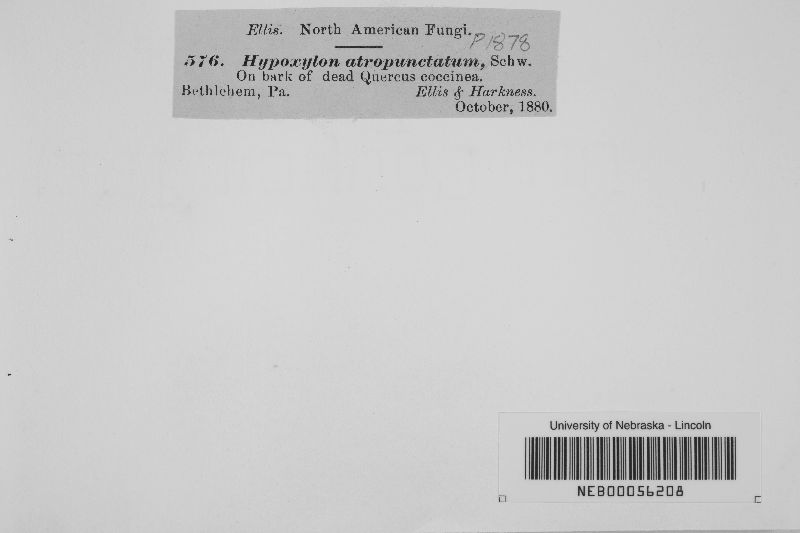 Ellis. North American Fungi.
P 1878
576. Hypoxylon atropunctatum, Schw.
On bark of dead Quercus coccinea.
Bethlehem, Pa. Ellis & Harkness.
October, 1880.
University of Nebraska - Lincoln
NEB00056208